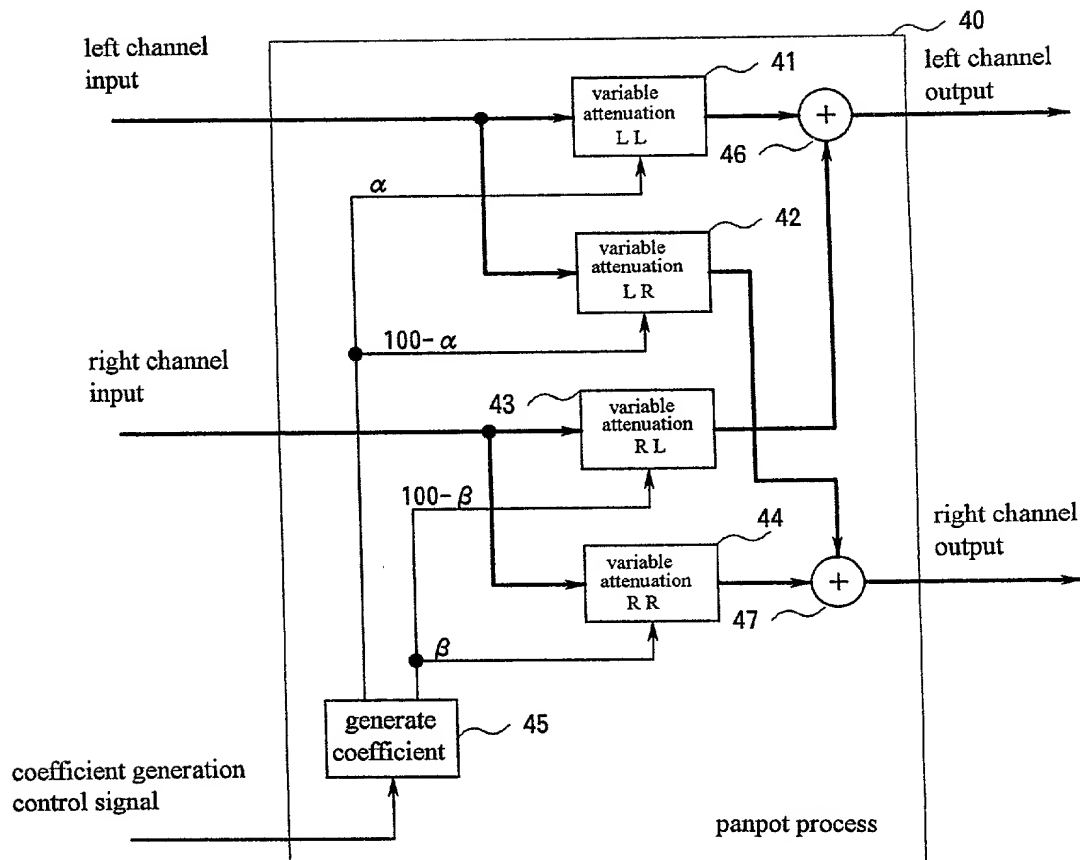 40
left channel
input
41
left channel
output
variable
attenuation
L L
+
46
α
42
variable
attenuation
L R
100-α
right channel
input
43
variable
attenuation
R L
100-β
44
right channel
output
variable
attenuation
R R
+
47
β
generate
coefficient
45
coefficient generation
control signal
panpot process